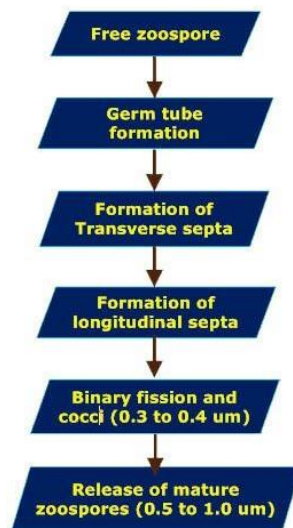 Free zoospore
Germ tube
formation
Formation of
Transverse septa
Formation of
longitudinal septa
Binary fission and
cocci (0.3 to 0.4 um)
Release of mature
zoospores (0.5 to 1.0 um)